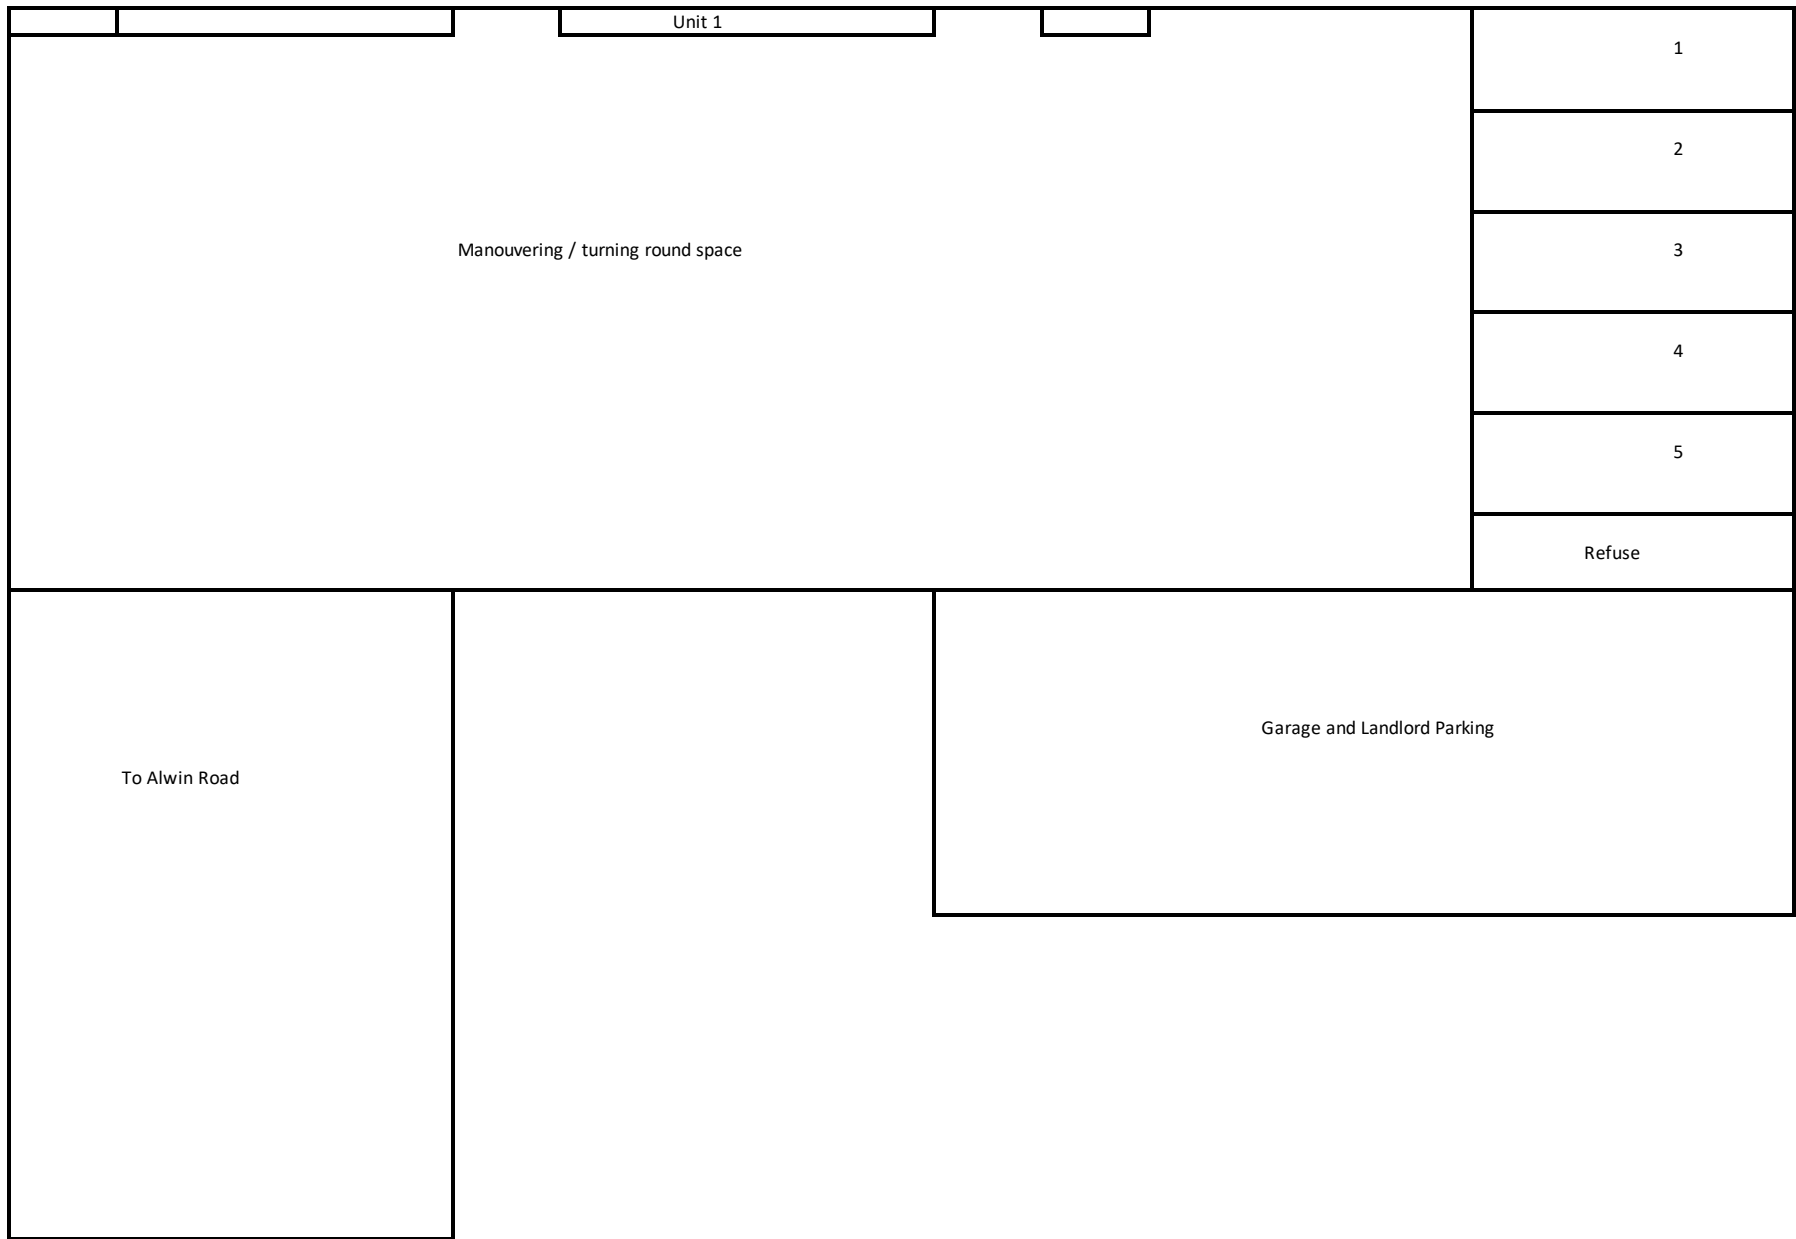 Unit 1
1
2
Manouvering / turning round space
3
4
5
Refuse
Garage and Landlord Parking
To Alwin Road